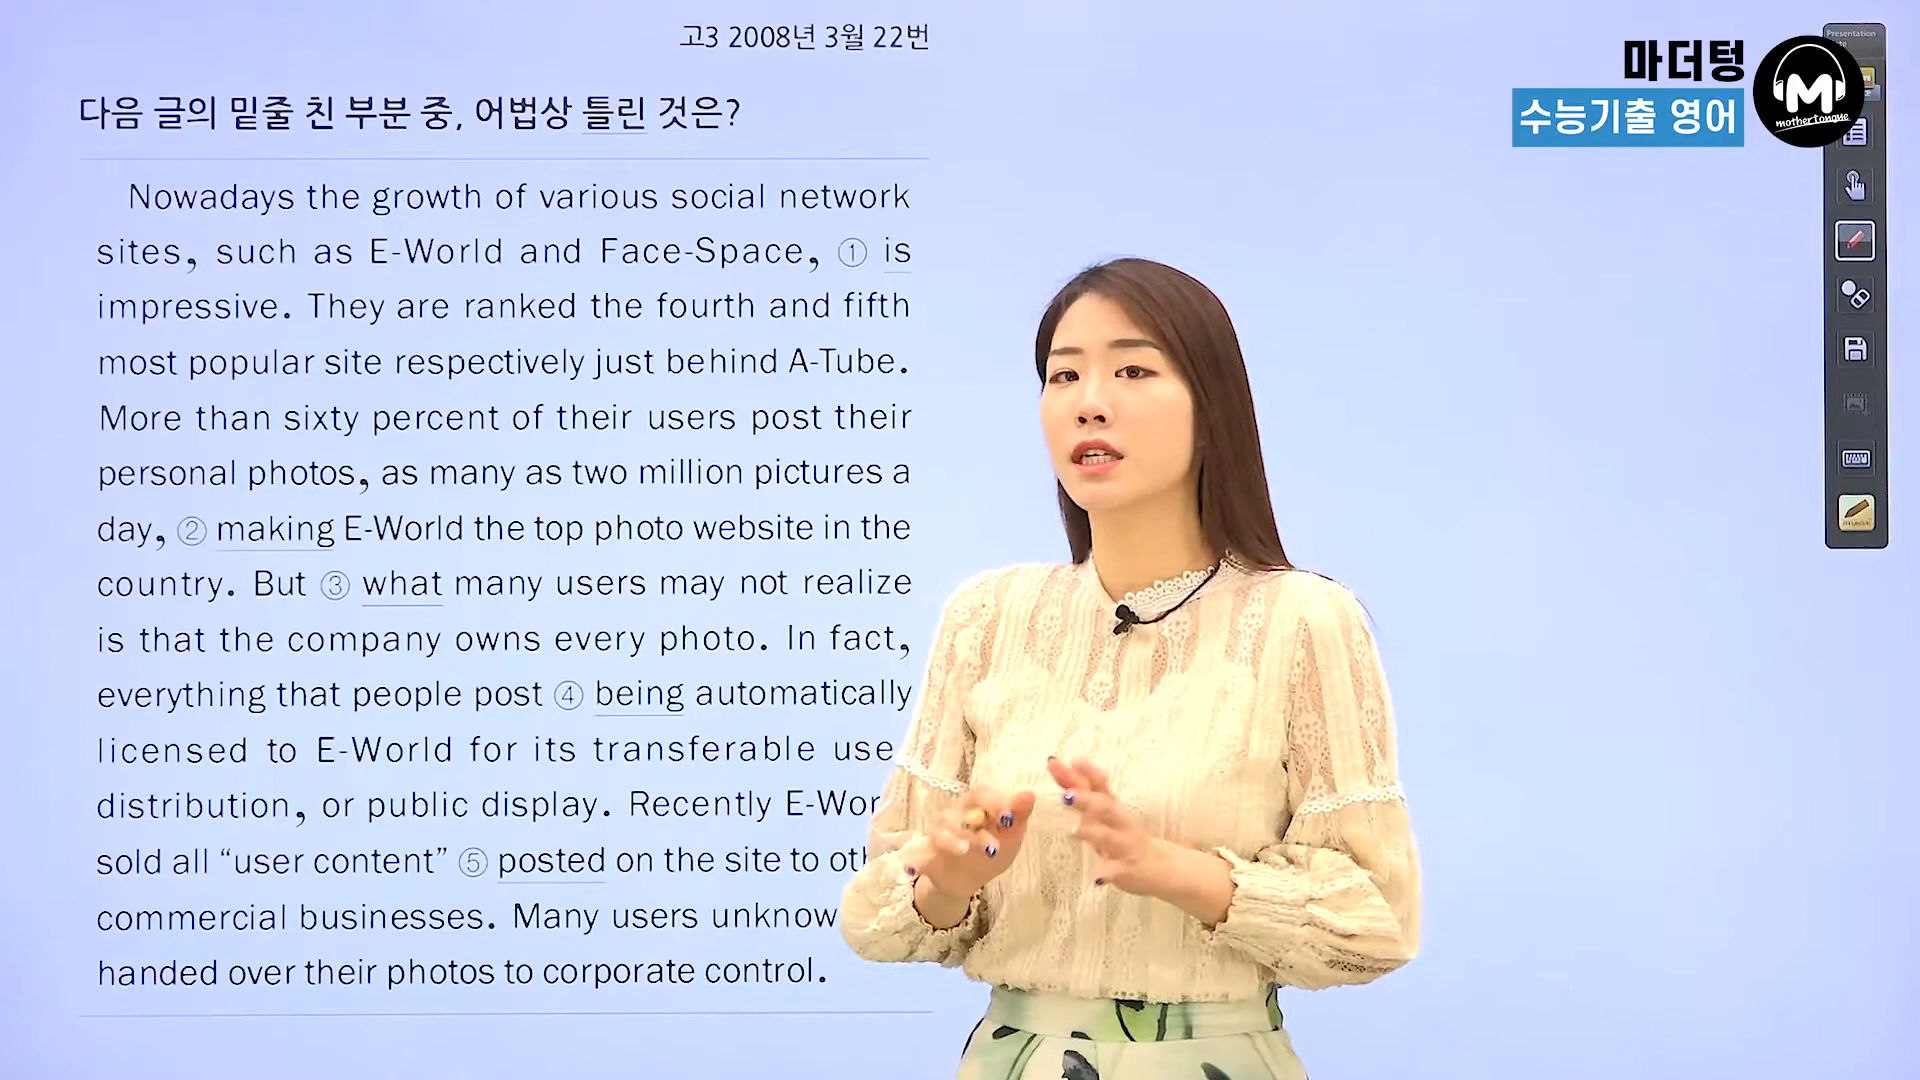 고3 2008년 3월 22번
마더텅
수능기출 영어
M
mothertongue
Presentation
다음 글의 밑줄 친 부분 중, 어법상 틀린 것은?
Nowadays the growth of various social network
sites, such as E-World and Face-Space, ① is
impressive. They are ranked the fourth and fifth
most popular site respectively just behind A-Tube.
More than sixty percent of their users post their
personal photos, as many as two million pictures a
day, ② making E-World the top photo website in the
country. But ③ what many users may not realize
is that the company owns every photo. In fact,
everything that people post ④ being automatically
licensed to E-World for its transferable use
distribution, or public display. Recently
sold all “user content” ⑤ posted on the site to
commercial businesses. Many users
handed over their photos to corporate control.